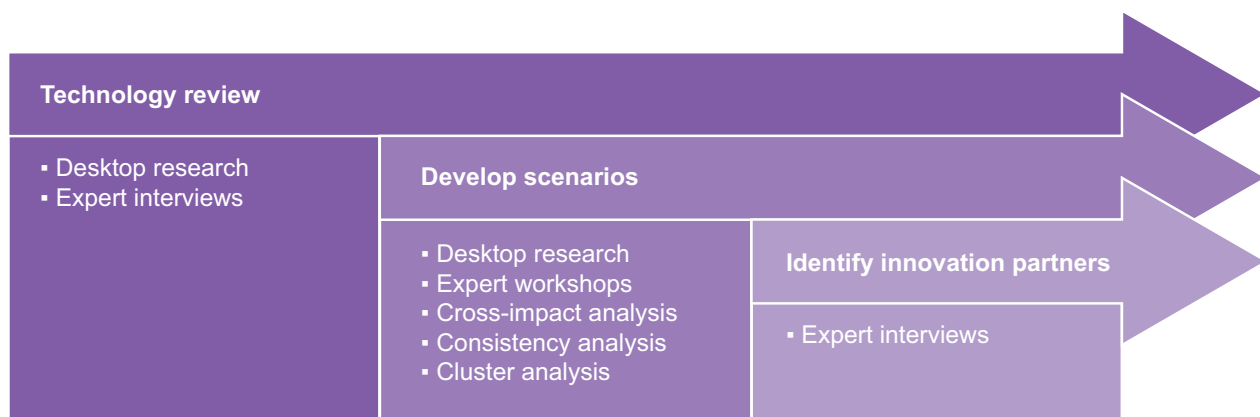 Technology review
▪ Desktop research
▪ Expert interviews
Develop scenarios
▪ Desktop research
▪ Expert workshops
▪ Cross-impact analysis
▪ Consistency analysis
▪ Cluster analysis
Identify innovation partners
▪ Expert interviews